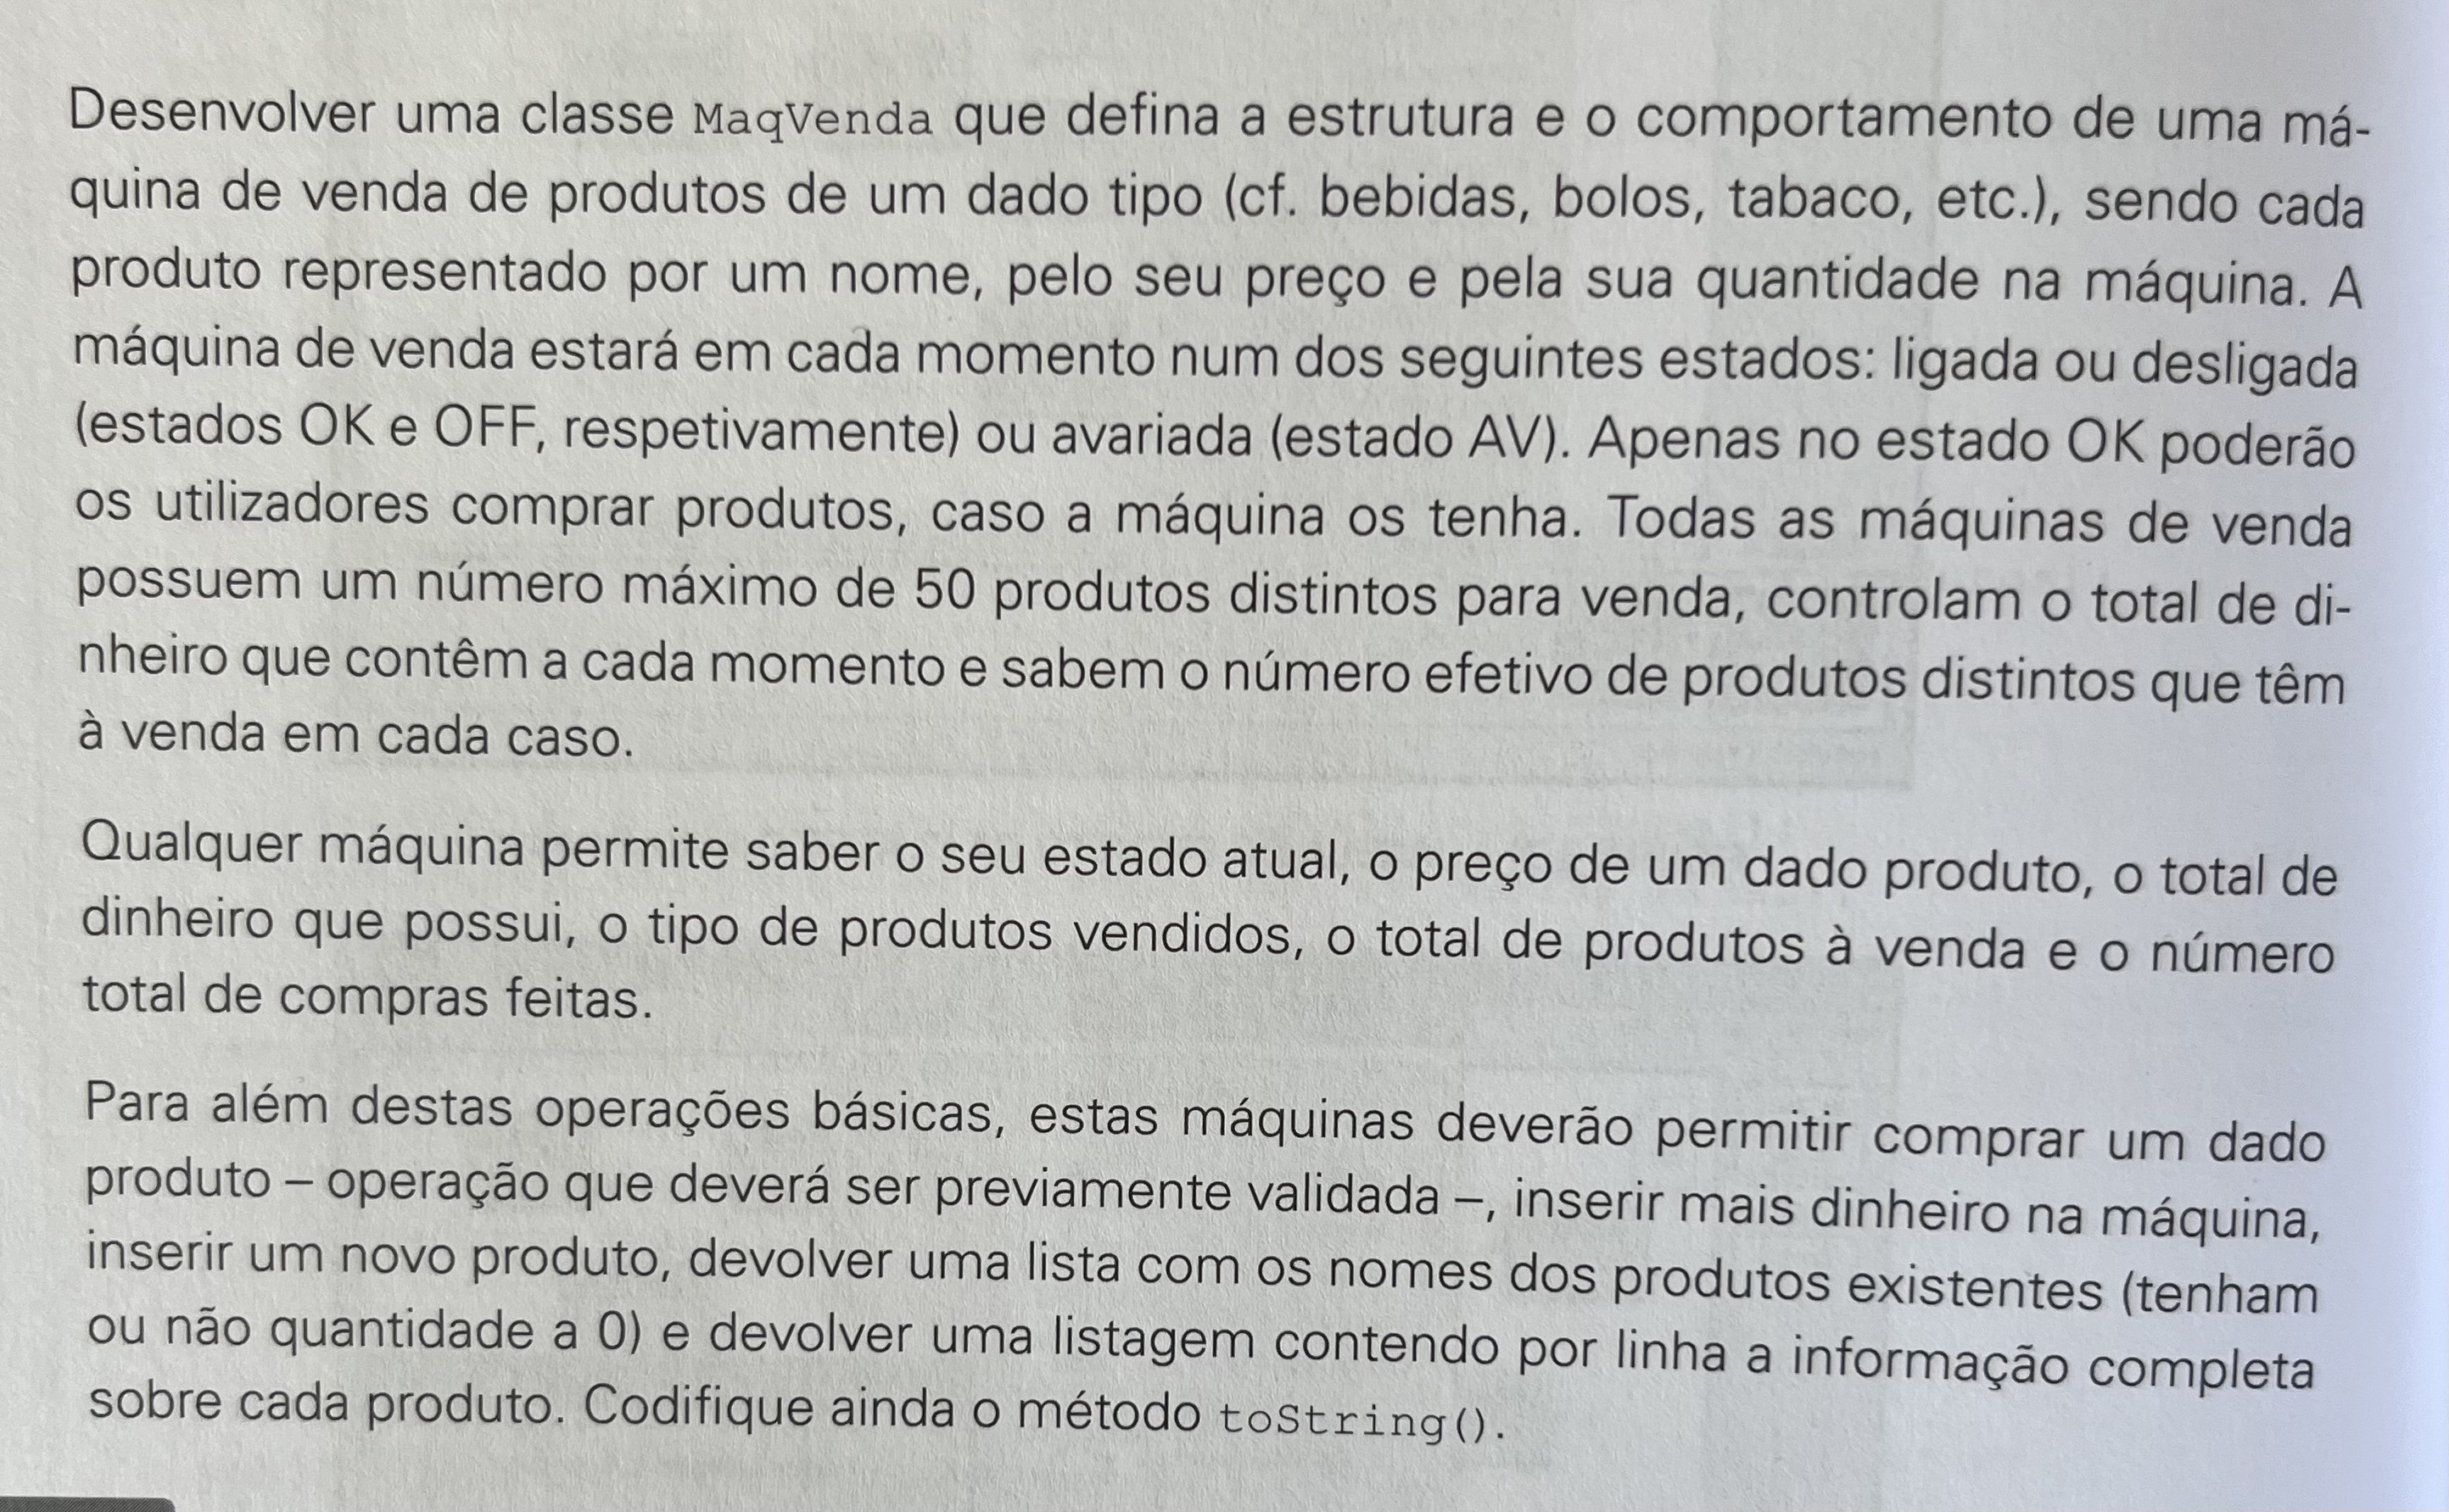 Desenvolver uma classe MaqVenda que defina a estrutura e o comportamento de uma má-
quina de venda de produtos de um dado tipo (cf. bebidas, bolos, tabaco, etc.), sendo cada
produto representado por um nome, pelo seu preço e pela sua quantidade na máquina. A
máquina de venda estará em cada momento num dos seguintes estados: ligada ou desligada
(estados OK e OFF, respetivamente) ou avariada (estado AV). Apenas no estado OK poderão
os utilizadores comprar produtos, caso a máquina os tenha. Todas as máquinas de venda
possuem um número máximo de 50 produtos distintos para venda, controlam o total de di-
nheiro que contêm a cada momento e sabem o número efetivo de produtos distintos que têm
à venda em cada caso.
Qualquer máquina permite saber o seu estado atual, o preço de um dado produto, o total de
dinheiro que possui, o tipo de produtos vendidos, o total de produtos à venda e o número
total de compras feitas.
Para além destas operações básicas, estas máquinas deverão permitir comprar um dado
produto – operação que deverá ser previamente validada –, inserir mais dinheiro na máquina,
inserir um novo produto, devolver uma lista com os nomes dos produtos existentes (tenham
ou não quantidade a 0) e devolver uma listagem contendo por linha a informação completa
sobre cada produto. Codifique ainda o método toString().